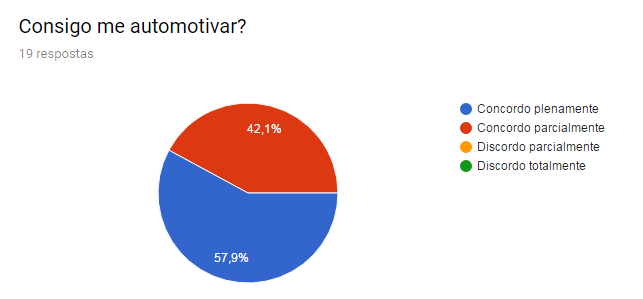 Consigo me automotivar?
19 respostas
42,1%
57,9%
Concordo plenamente
Concordo parcialmente
Discordo parcialmente
Discordo totalmente